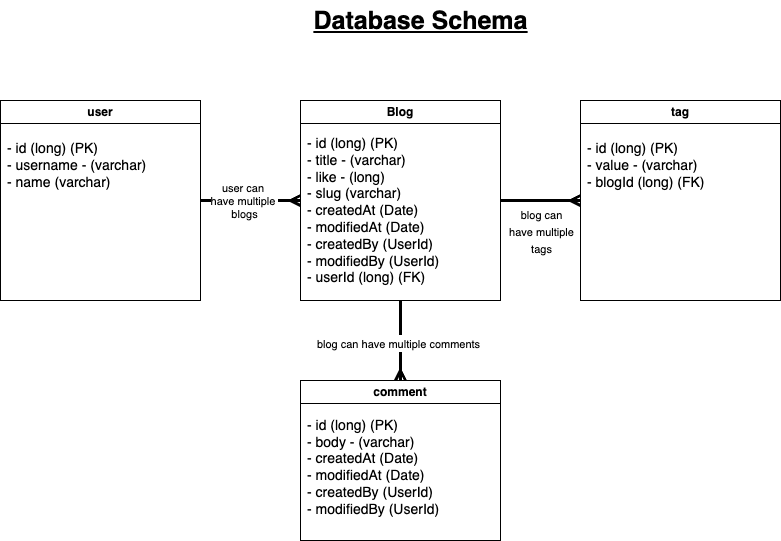 Database Schema
user
- id (long) (PK)
- username - (varchar)
- name (varchar)
user can
have multiple
blogs
Blog
- id (long) (PK)
- title - (varchar)
- like - (long)
- slug (varchar)
- createdAt (Date)
- modifiedAt (Date)
- createdBy (UserId)
- modifiedBy (UserId)
- userId (long) (FK)
blog can
have multiple
tags
tag
- id (long) (PK)
- value - (varchar)
- blogId (long) (FK)
blog can have multiple comments
comment
- id (long) (PK)
- body - (varchar)
- createdAt (Date)
- modifiedAt (Date)
- createdBy (UserId)
- modifiedBy (UserId)